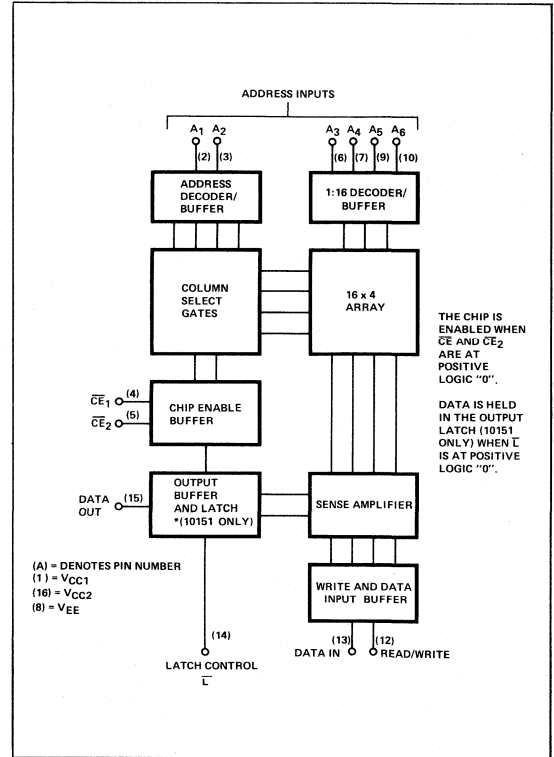 ADDRESS INPUTS
A1 A2 A3 A4 A5 A6
(2) (3) (6) (7) (9) (10)
ADDRESS
DECODER/
BUFFER
1:16 DECODER/
BUFFER
COLUMN
SELECT
GATES
16 x 4
ARRAY
THE CHIP IS
ENABLED WHEN
C̅E̅ AND C̅E̅2
ARE AT
POSITIVE
LOGIC "0".
DATA IS HELD
IN THE OUTPUT
LATCH (10151
ONLY) WHEN L̅
IS AT POSITIVE
LOGIC "0".
C̅E̅1 (4)
C̅E̅2 (5)
CHIP ENABLE
BUFFER
DATA
OUT (15)
OUTPUT
BUFFER
AND LATCH
*(10151 ONLY)
SENSE AMPLIFIER
WRITE AND DATA
INPUT BUFFER
(A) = DENOTES PIN NUMBER
(1) = VCC1
(16) = VCC2
(8) = VEE
(14)
LATCH CONTROL
L̅
(13) (12)
DATA IN READ/WRITE